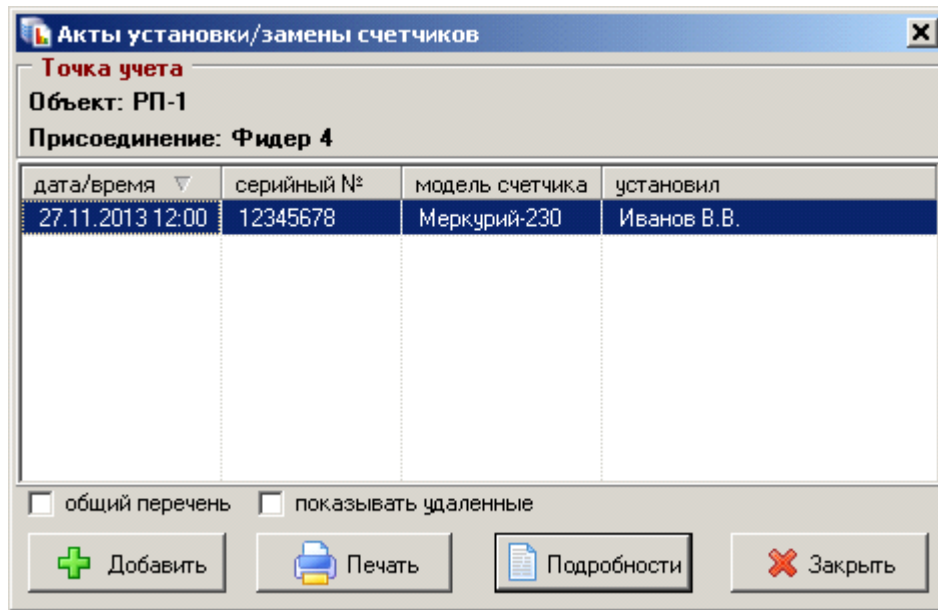 Акты установки/замены счетчиков
Точка учета
Объект: РП-1
Присоединение: Фидер 4
дата/время серийный № модель счетчика установил
27.11.2013 12:00 12345678 Меркурий-230 Иванов В.В.
общий перечень показывать удаленные
Добавить Печать Подробности Закрыть